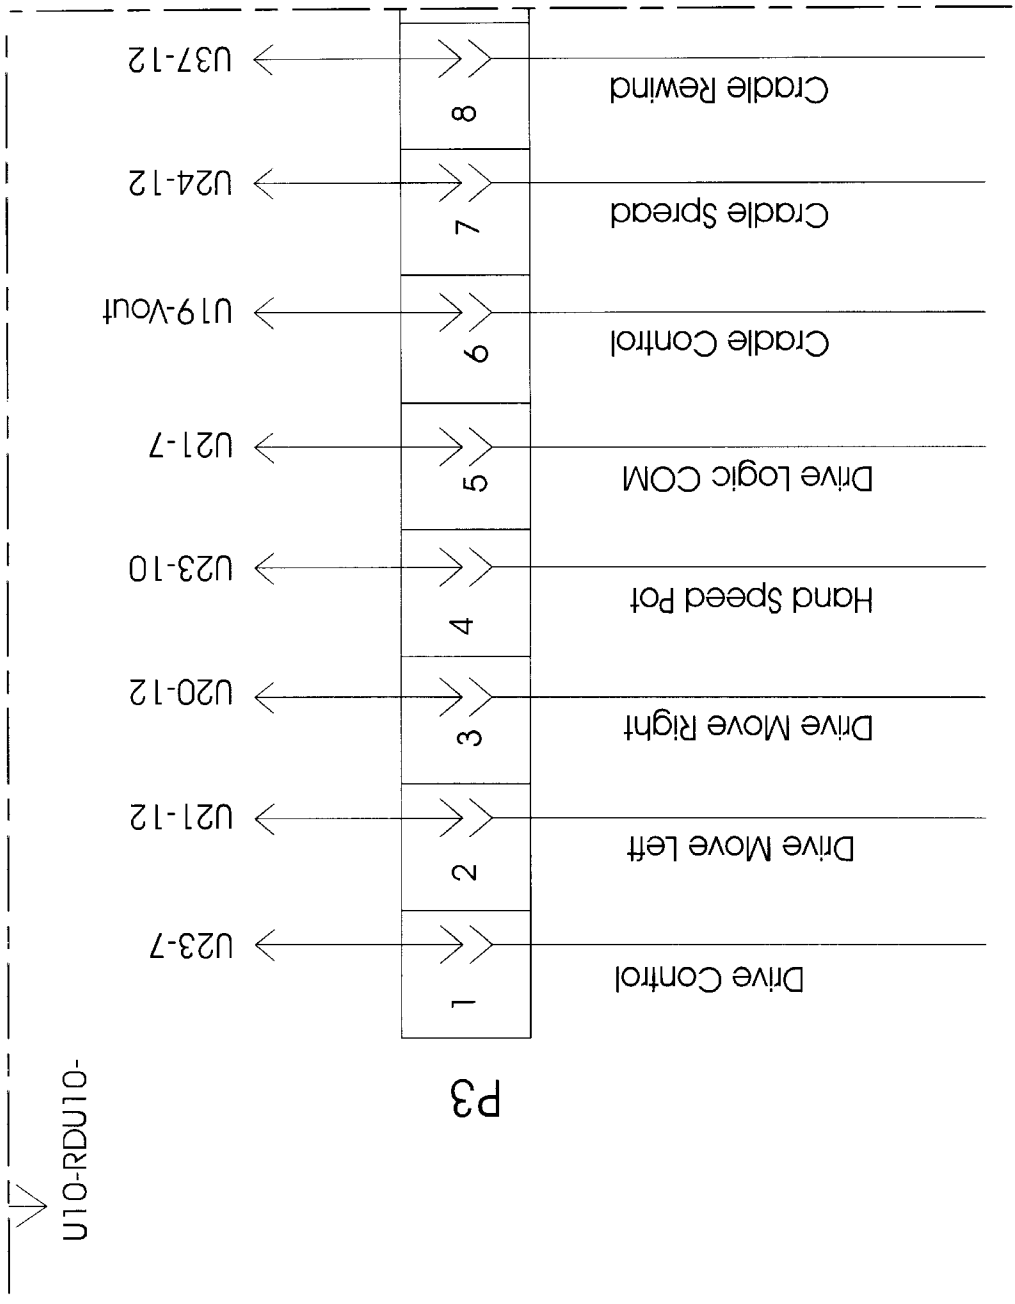 U37-12
8
Cradle Rewind
U24-12
7
Cradle Spread
U19-Vout
6
Cradle Control
U21-7
5
Drive Logic COM
U23-10
4
Hand Speed Pot
U20-12
3
Drive Move Right
U21-12
2
Drive Move Left
U23-7
1
Drive Control
P3
U10-RDU10-